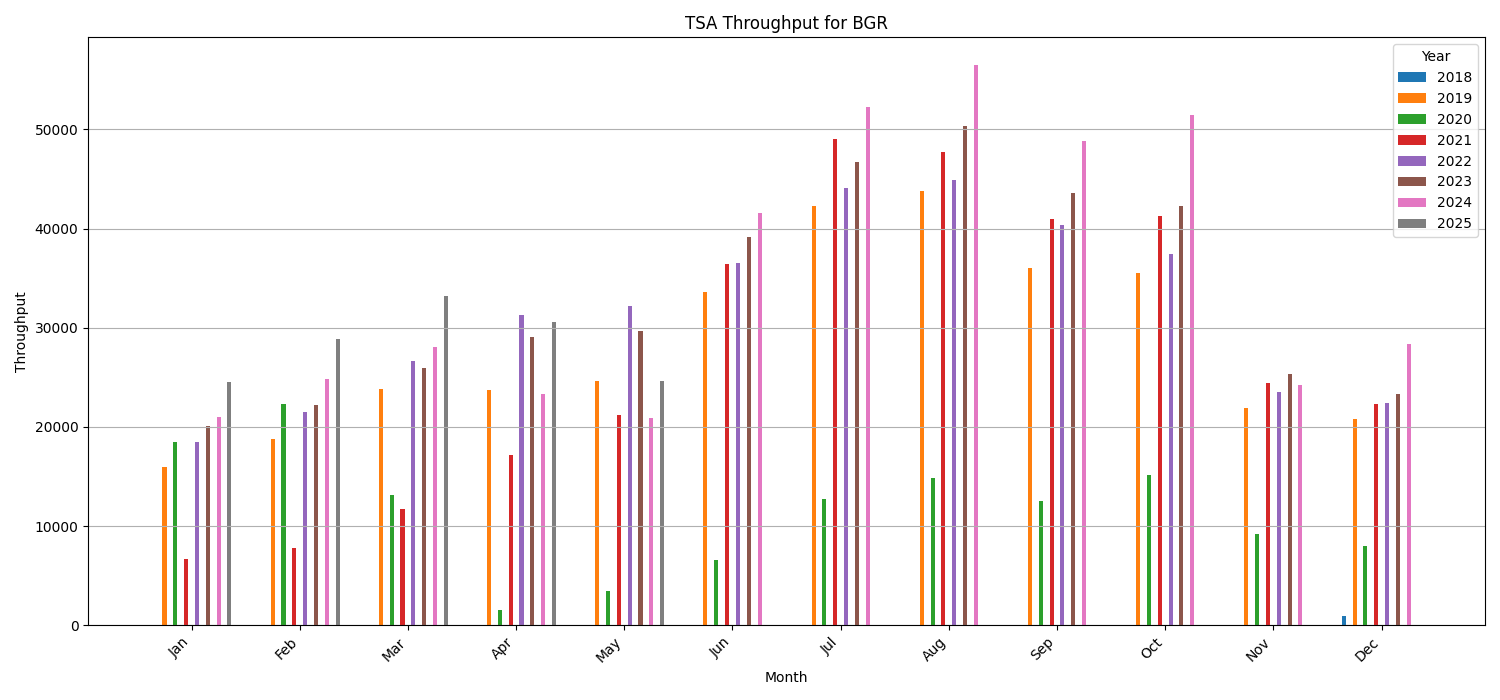 TSA Throughput for BGR
Year
2018
2019
2020
2021
2022
2023
2024
2025
Throughput
50000
40000
30000
20000
10000
0
Jan
Feb
Mar
Apr
May
Jun
Jul
Aug
Sep
Oct
Nov
Dec
Month